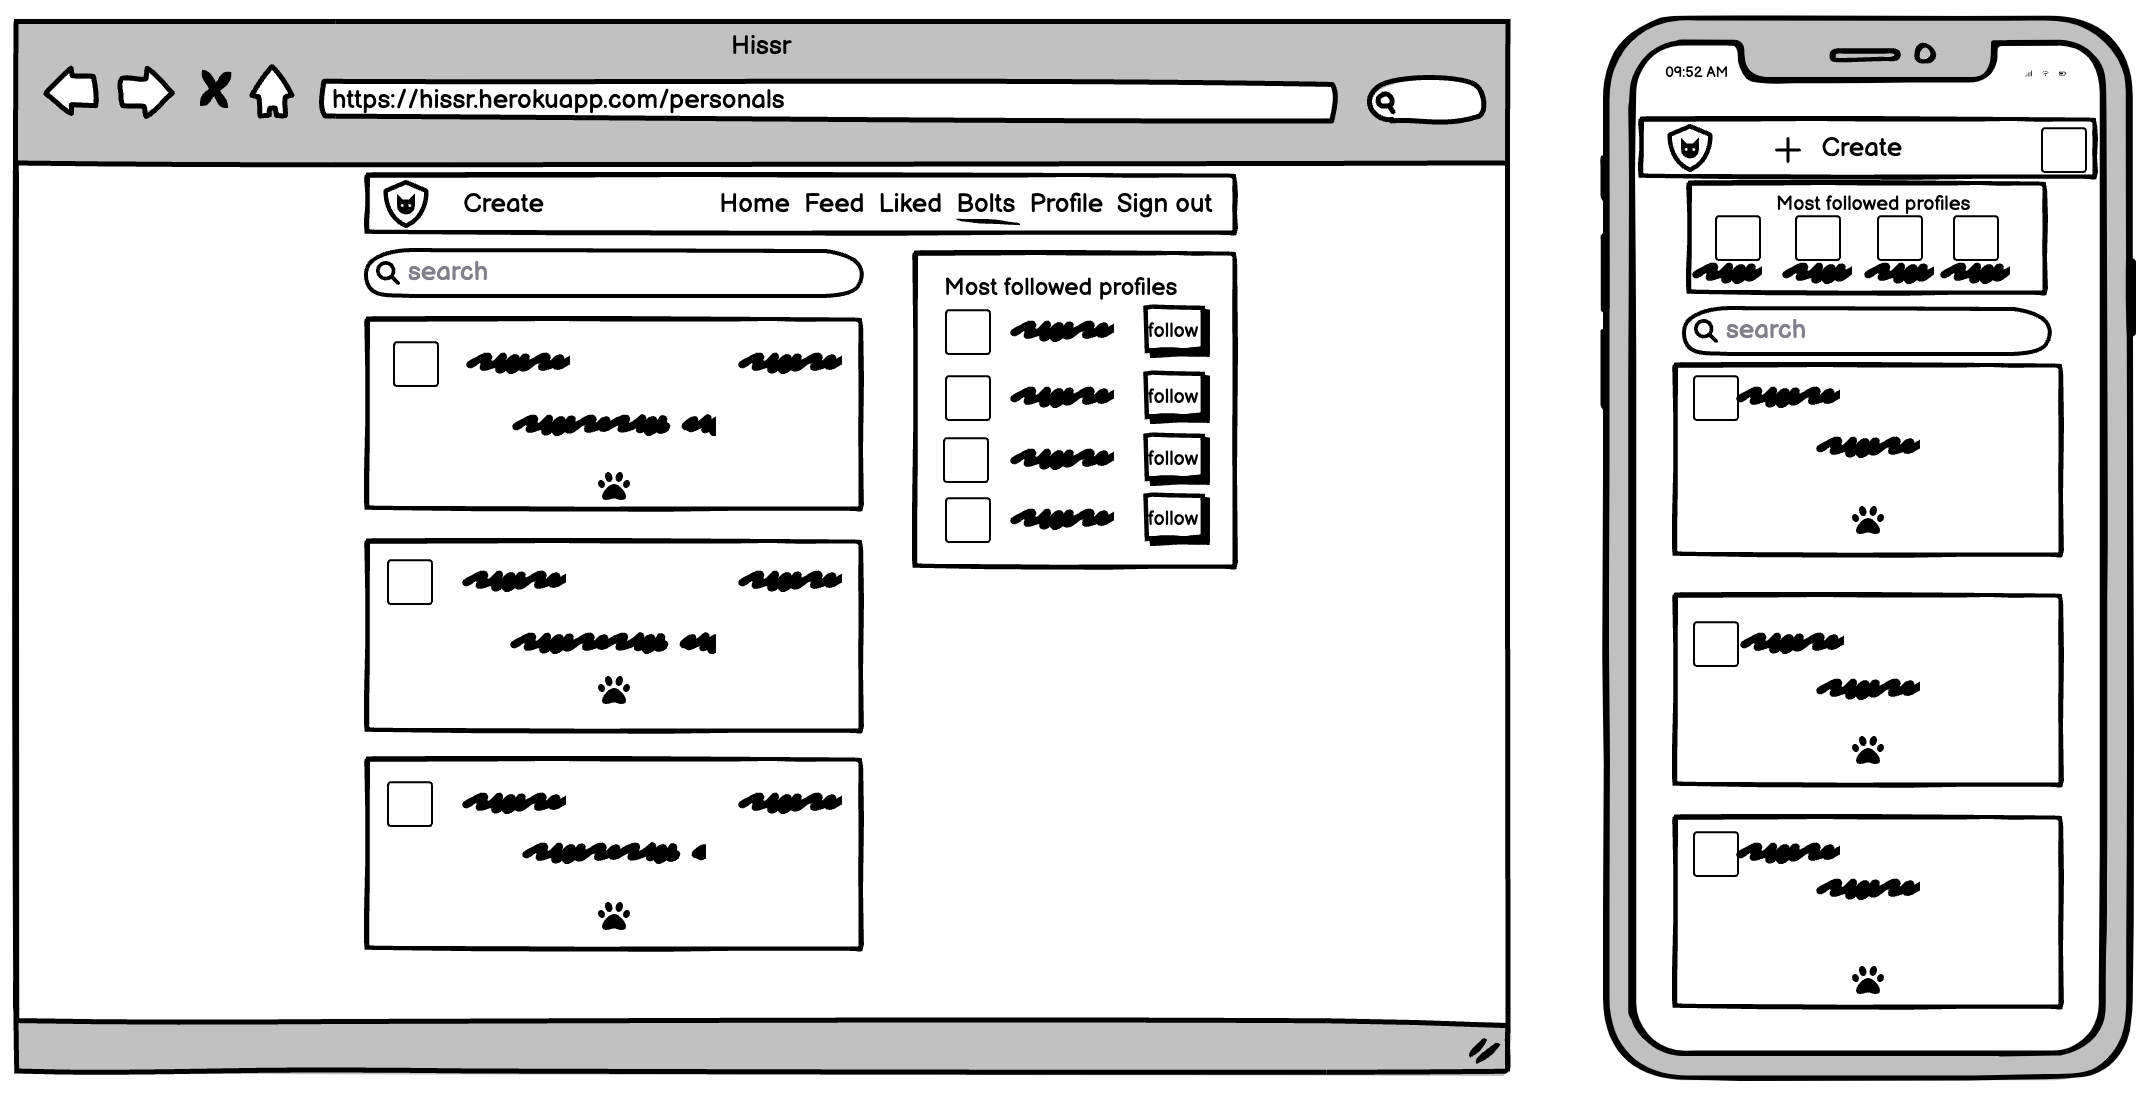 Hissr
https://hissr.herokuapp.com/personals
Create Home Feed Liked Bolts Profile Sign out
search
Most followed profiles
follow
follow
follow
follow
09:52 AM
+ Create
Most followed profiles
search